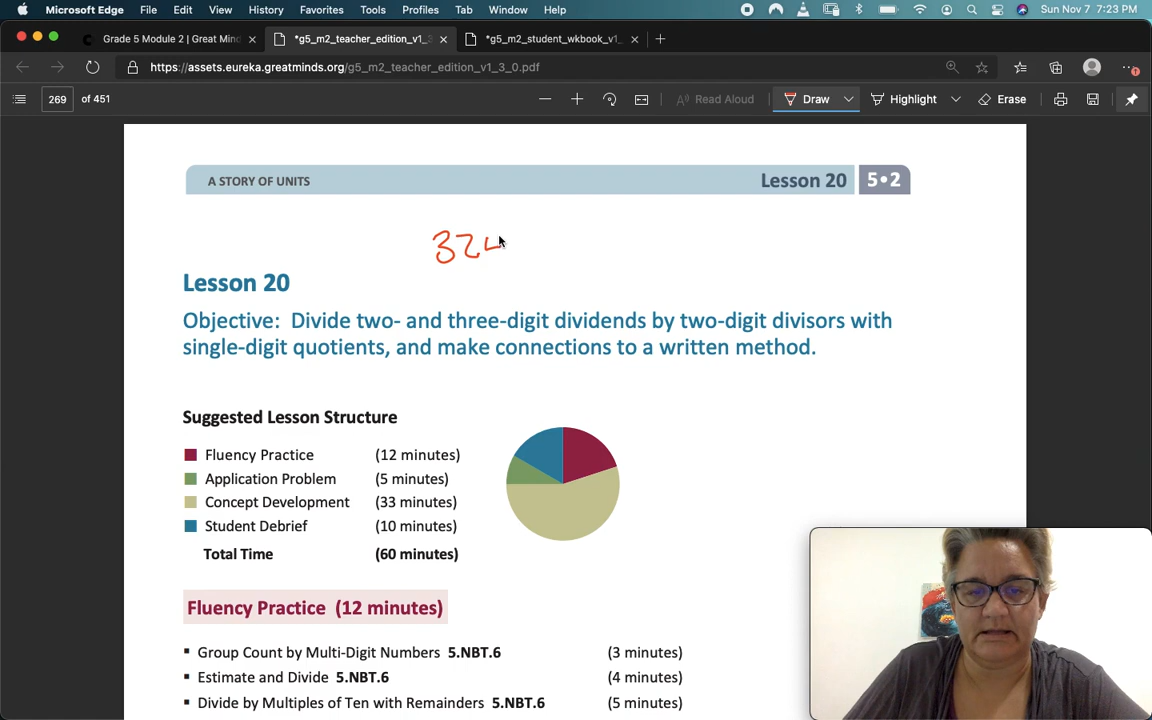 Microsoft Edge File Edit View History Favorites Tools Profiles Tab Window Help Sun Nov 7 7:23 PM
Grade 5 Module 2 | Great Mind *g5_m2_teacher_edition_v1_3 *g5_m2_student_wkbook_v1_
https://assets.eureka.greatminds.org/g5_m2_teacher_edition_v1_3_0.pdf
269 of 451 Read Aloud Draw Highlight Erase
A STORY OF UNITS Lesson 20 5•2
324
Lesson 20
Objective: Divide two- and three-digit dividends by two-digit divisors with
single-digit quotients, and make connections to a written method.
Suggested Lesson Structure
Fluency Practice (12 minutes)
Application Problem (5 minutes)
Concept Development (33 minutes)
Student Debrief (10 minutes)
Total Time (60 minutes)
Fluency Practice (12 minutes)
▪ Group Count by Multi-Digit Numbers 5.NBT.6 (3 minutes)
▪ Estimate and Divide 5.NBT.6 (4 minutes)
▪ Divide by Multiples of Ten with Remainders 5.NBT.6 (5 minutes)